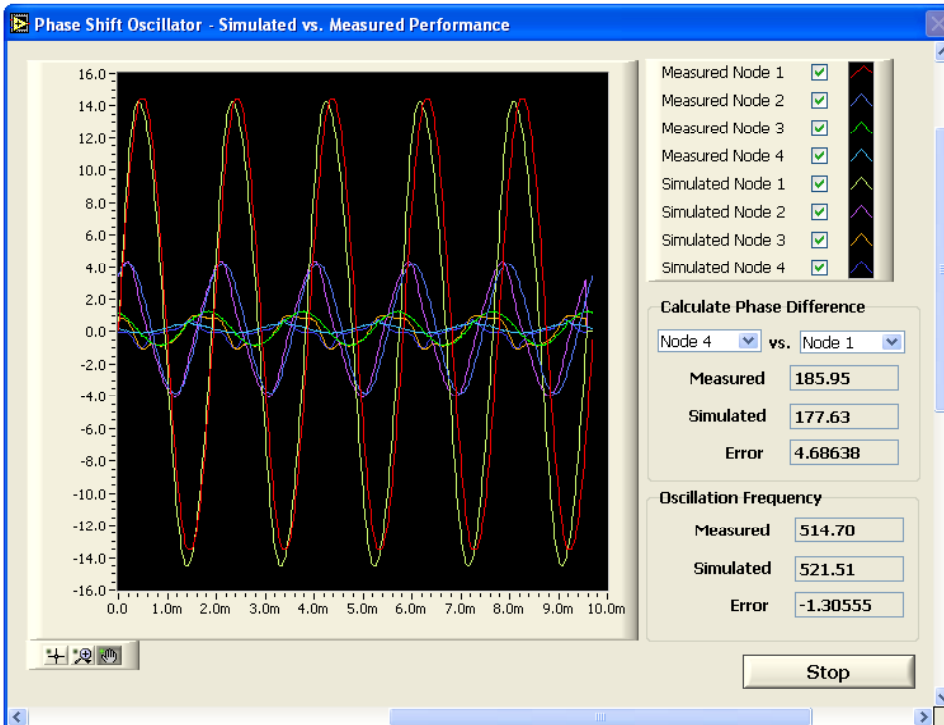 Phase Shift Oscillator - Simulated vs. Measured Performance
16.0
14.0
12.0
10.0
8.0
6.0
4.0
2.0
0.0
-2.0
-4.0
-6.0
-8.0
-10.0
-12.0
-14.0
-16.0
0.0 1.0m 2.0m 3.0m 4.0m 5.0m 6.0m 7.0m 8.0m 9.0m 10.0m
Measured Node 1
Measured Node 2
Measured Node 3
Measured Node 4
Simulated Node 1
Simulated Node 2
Simulated Node 3
Simulated Node 4
Calculate Phase Difference
Node 4 vs. Node 1
Measured 185.95
Simulated 177.63
Error 4.68638
Oscillation Frequency
Measured 514.70
Simulated 521.51
Error -1.30555
Stop